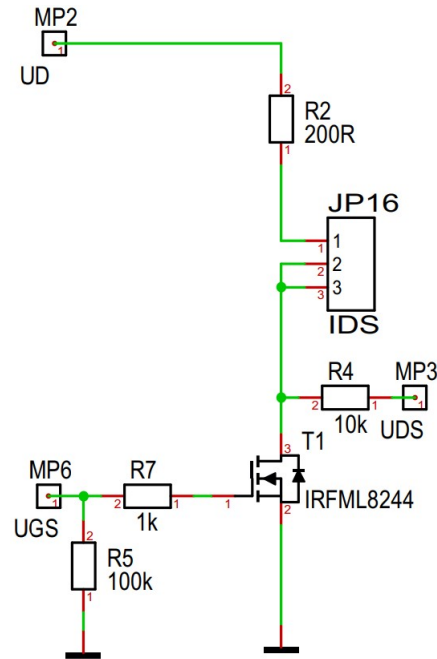 MP2
1
UD
2
R2
200R
1
JP16
1 1
2 2
3 3
IDS
R4
MP3
2 1 1
10k
UDS
T1
3
MP6
R7
IRFML8244
1 2 1 1
2
UGS
1k
2
R5
100k
1